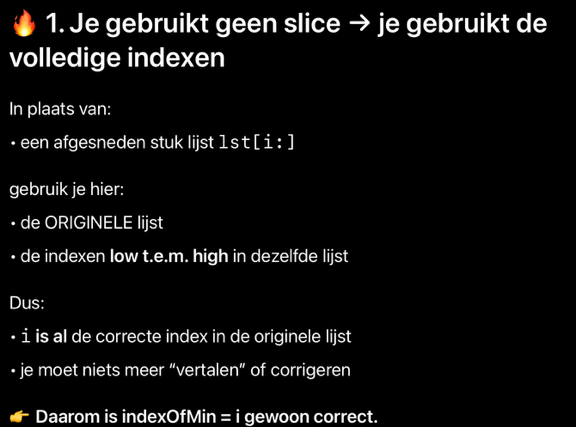 🔥 1. Je gebruikt geen slice → je gebruikt de
volledige indexen
In plaats van:
• een afgesneden stuk lijst lst[i:]
gebruik je hier:
• de ORIGINELE lijst
• de indexen low t.e.m. high in dezelfde lijst
Dus:
• i is al de correcte index in de originele lijst
• je moet niets meer “vertalen” of corrigeren
👉 Daarom is indexOfMin = i gewoon correct.